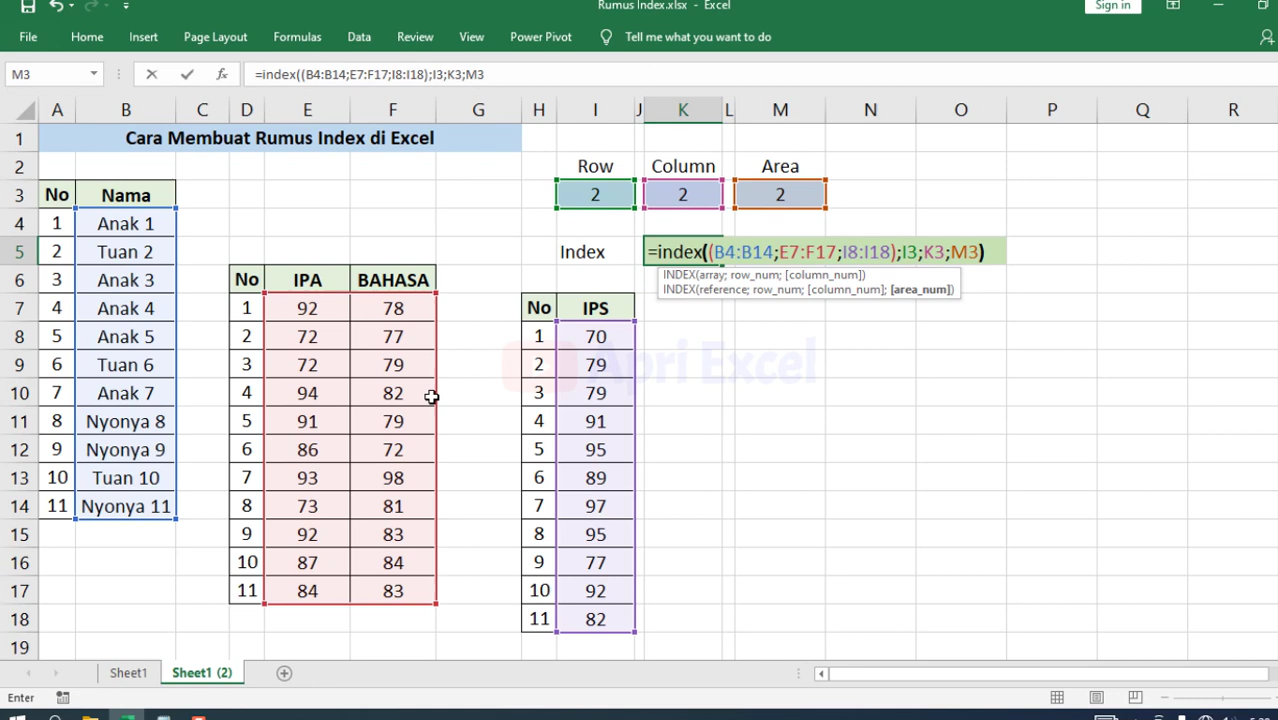 Rumus Index.xlsx - Excel
Sign in
File Home Insert Page Layout Formulas Data Review View Power Pivot Tell me what you want to do
M3 fx =index((B4:B14;E7:F17;I8:I18);I3;K3;M3
A B C D E F G H I J K L M N O P Q R
1 Cara Membuat Rumus Index di Excel
2 Row Column Area
3 No Nama 2 2 2
4 1 Anak 1
5 2 Tuan 2 Index =index((B4:B14;E7:F17;I8:I18);I3;K3;M3)
INDEX(array; row_num; [column_num])
INDEX(reference; row_num; [column_num]; [area_num])
6 3 Anak 3 No IPA BAHASA
7 4 Anak 4 1 92 78 No IPS
8 5 Anak 5 2 72 77 1 70
9 6 Tuan 6 3 72 79 2 79
10 7 Anak 7 4 94 82 3 79
11 8 Nyonya 8 5 91 79 4 91
12 9 Nyonya 9 6 86 72 5 95
13 10 Tuan 10 7 93 98 6 89
14 11 Nyonya 11 8 73 81 7 97
15 9 92 83 8 95
16 10 87 84 9 77
17 11 84 83 10 92
18 11 82
19
Apri Excel
Sheet1 Sheet1 (2)
Enter